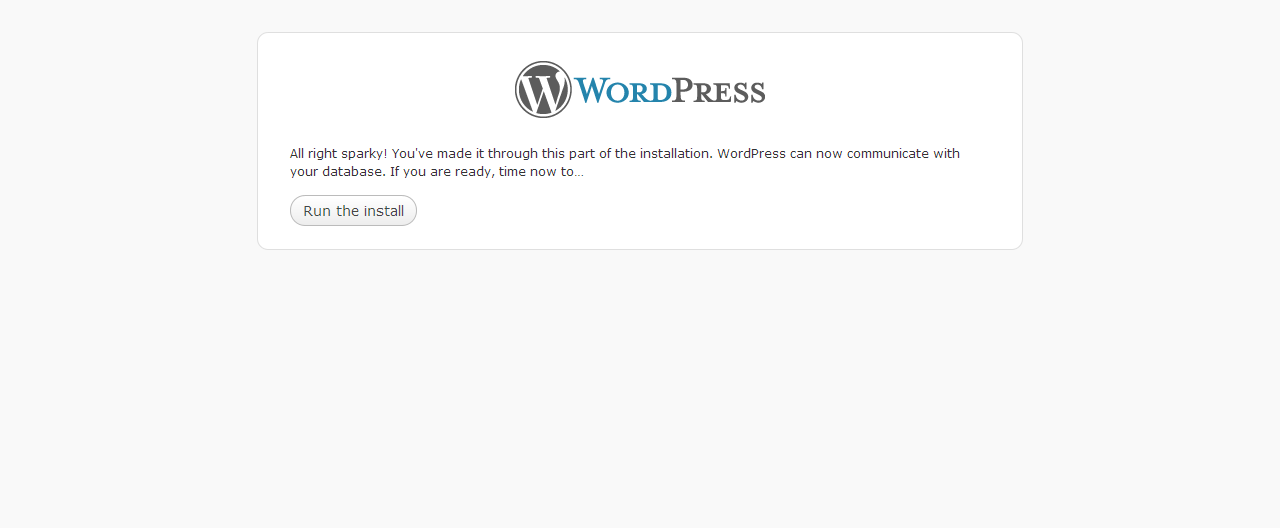 WORDPRESS
All right sparky! You've made it through this part of the installation. WordPress can now communicate with
your database. If you are ready, time now to…
Run the install